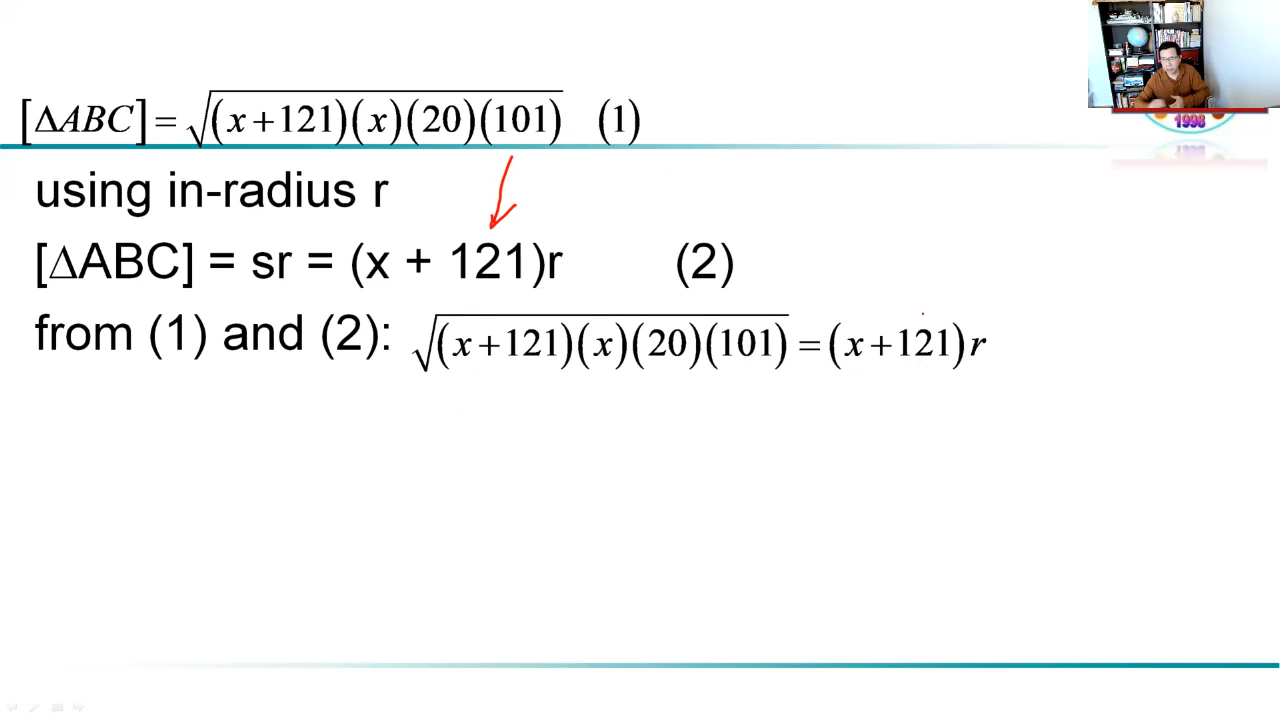 [ΔABC] = √(x+121)(x)(20)(101) (1)
1998
using in-radius r
[ΔABC] = sr = (x + 121)r (2)
from (1) and (2): √(x+121)(x)(20)(101) = (x+121)r